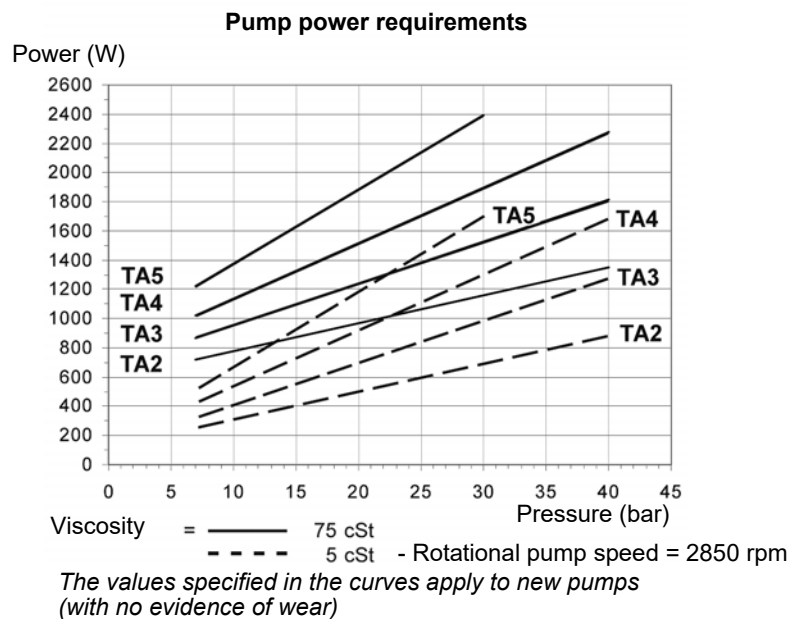 Pump power requirements
Power (W)
2600
2400
2200
2000
1800
1600
1400
1200
1000
800
600
400
200
0
TA5
TA4
TA3
TA2
TA5
TA4
TA3
TA2
0 5 10 15 20 25 30 35 40 45
Pressure (bar)
Viscosity = 75 cSt
5 cSt - Rotational pump speed = 2850 rpm
The values specified in the curves apply to new pumps
(with no evidence of wear)